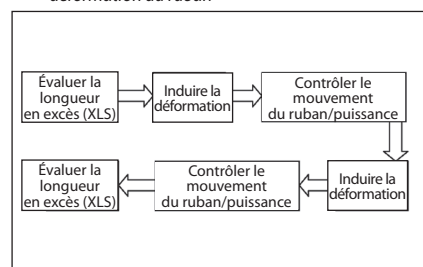 déformation du ruban
Évaluer la
longueur
en excès (XLS)
Induire la
déformation
Contrôler le
mouvement
du ruban/puissance
Induire la
déformation
Contrôler le
mouvement
du ruban/puissance
Évaluer la
longueur
en excès (XLS)